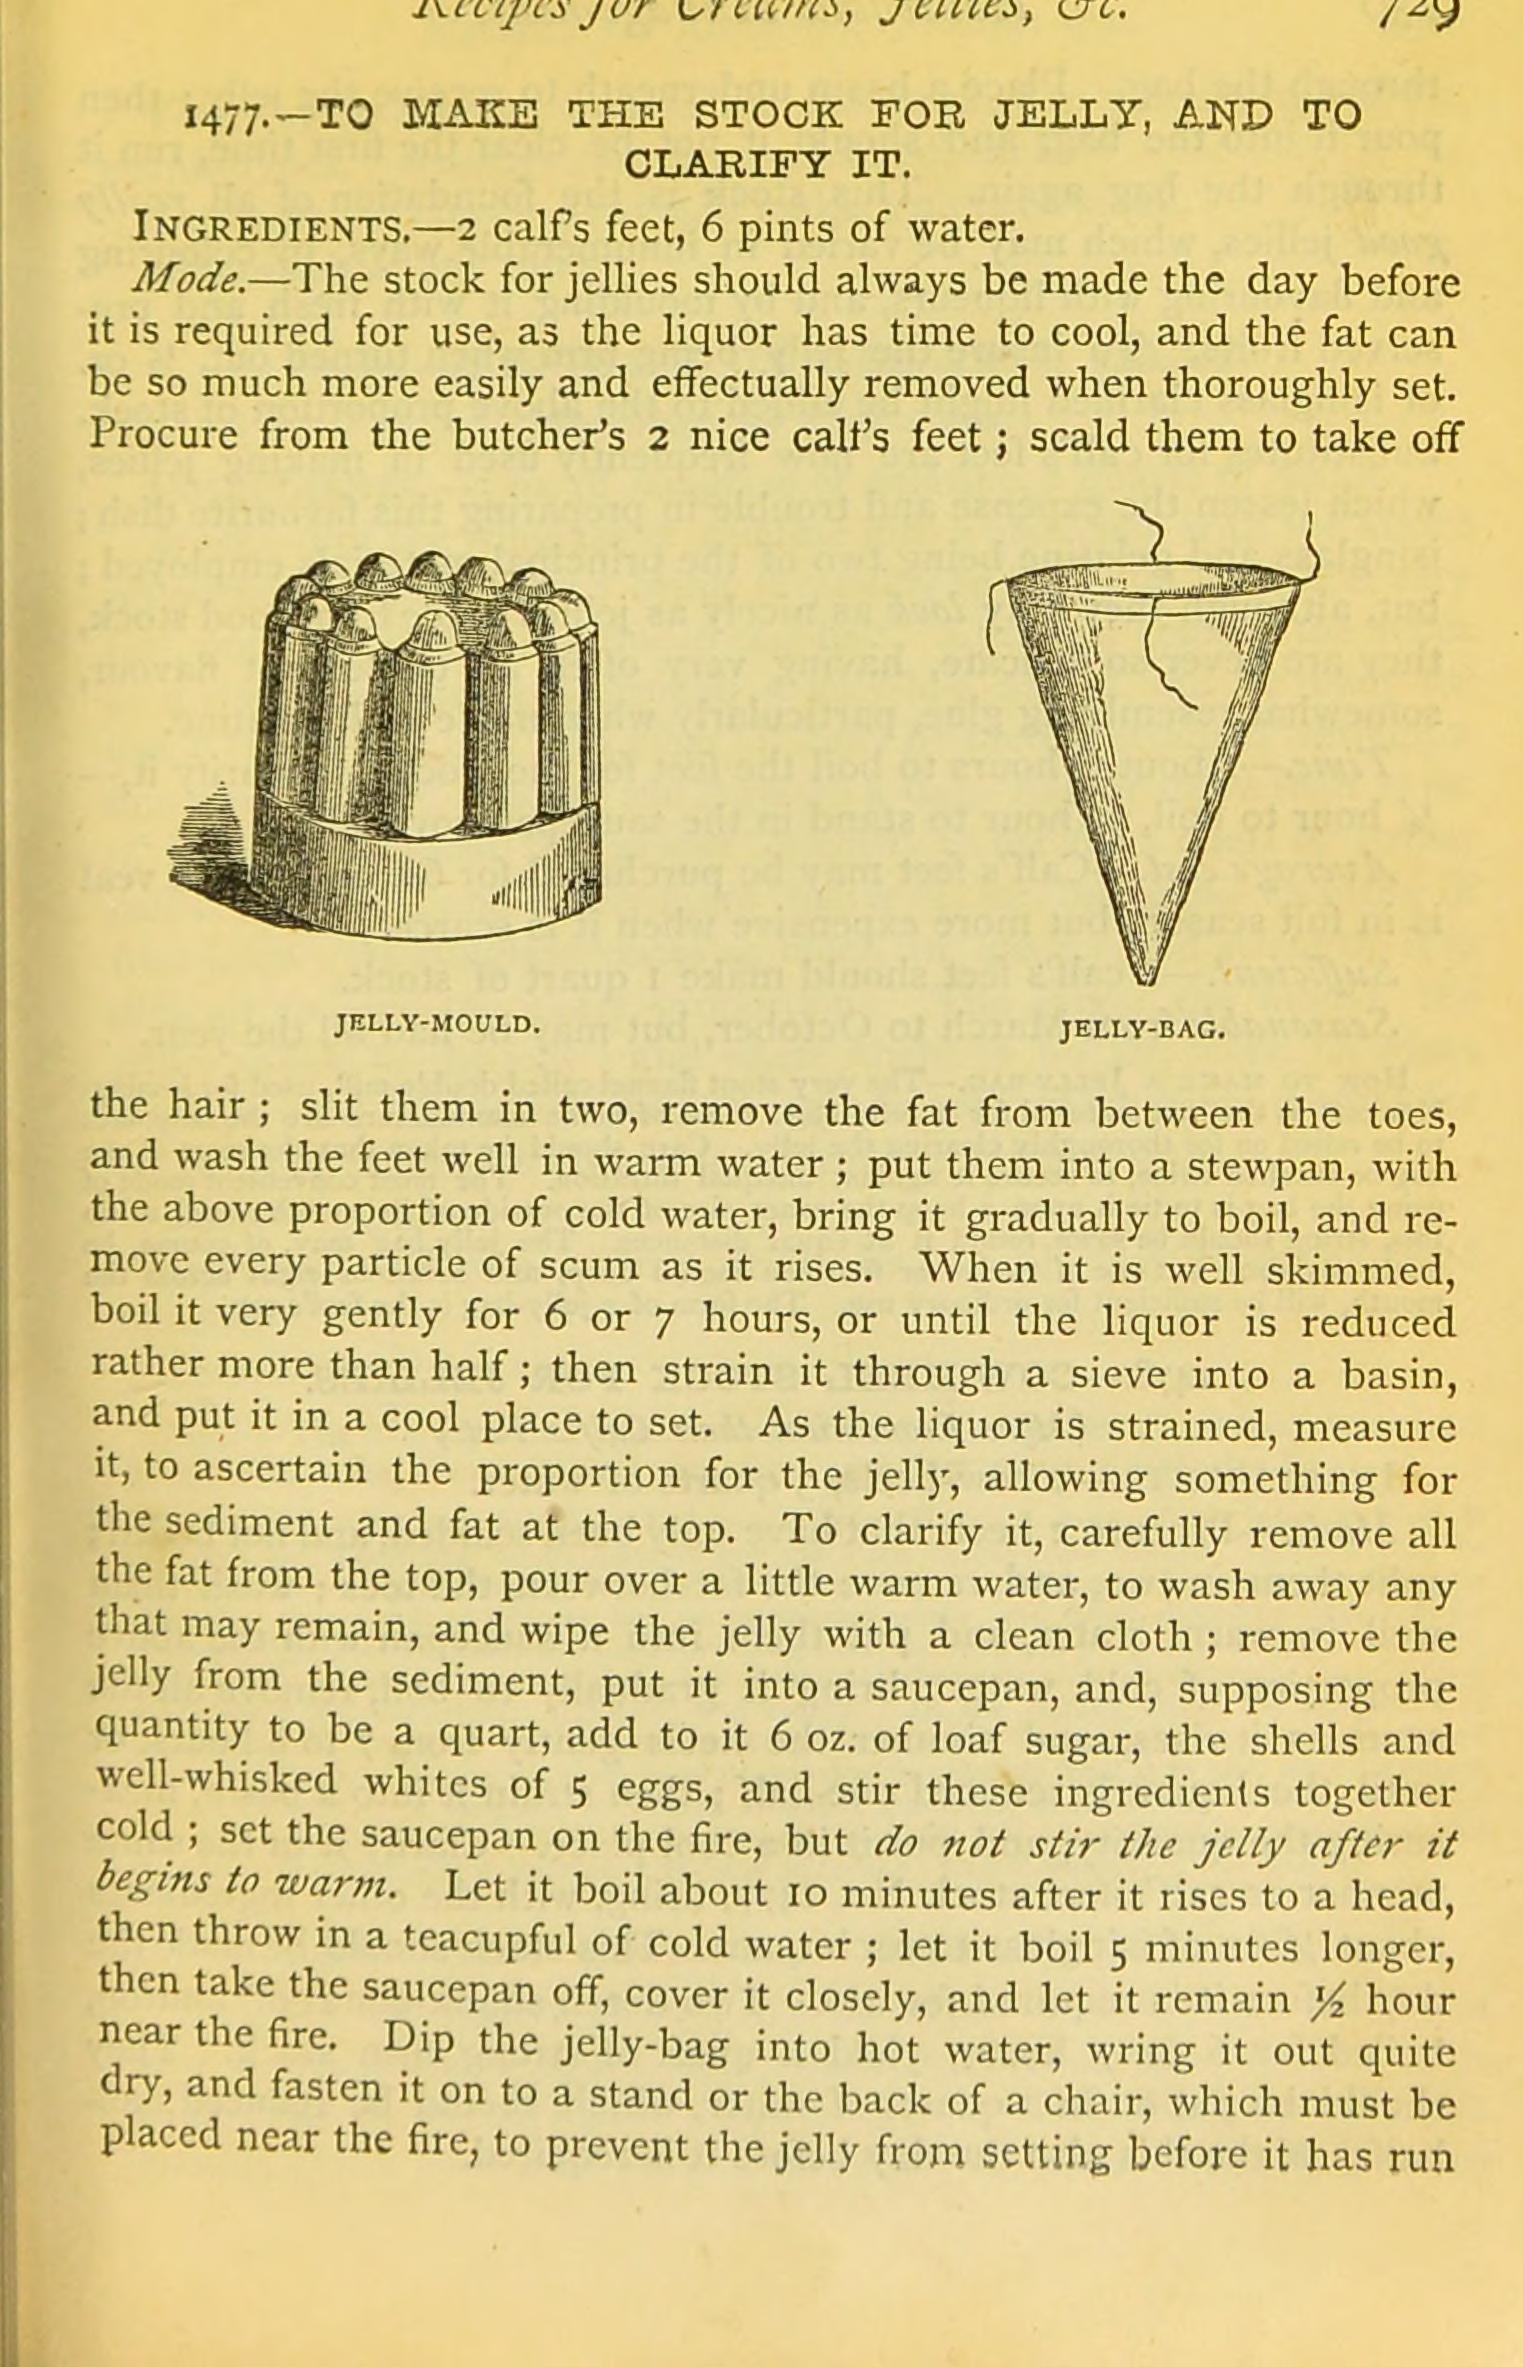 Recipes for Creams, Jellies, &c. 729
1477.—TO MAKE THE STOCK FOR JELLY, AND TO
CLARIFY IT.
INGREDIENTS.—2 calf's feet, 6 pints of water.
Mode.—The stock for jellies should always be made the day before
it is required for use, as the liquor has time to cool, and the fat can
be so much more easily and effectually removed when thoroughly set.
Procure from the butcher's 2 nice calf's feet ; scald them to take off
JELLY-MOULD.
JELLY-BAG.
the hair ; slit them in two, remove the fat from between the toes,
and wash the feet well in warm water ; put them into a stewpan, with
the above proportion of cold water, bring it gradually to boil, and re-
move every particle of scum as it rises. When it is well skimmed,
boil it very gently for 6 or 7 hours, or until the liquor is reduced
rather more than half ; then strain it through a sieve into a basin,
and put it in a cool place to set. As the liquor is strained, measure
it, to ascertain the proportion for the jelly, allowing something for
the sediment and fat at the top. To clarify it, carefully remove all
the fat from the top, pour over a little warm water, to wash away any
that may remain, and wipe the jelly with a clean cloth ; remove the
jelly from the sediment, put it into a saucepan, and, supposing the
quantity to be a quart, add to it 6 oz. of loaf sugar, the shells and
well-whisked whites of 5 eggs, and stir these ingredients together
cold ; set the saucepan on the fire, but do not stir the jelly after it
begins to warm. Let it boil about 10 minutes after it rises to a head,
then throw in a teacupful of cold water ; let it boil 5 minutes longer,
then take the saucepan off, cover it closely, and let it remain ½ hour
near the fire. Dip the jelly-bag into hot water, wring it out quite
dry, and fasten it on to a stand or the back of a chair, which must be
placed near the fire, to prevent the jelly from setting before it has run